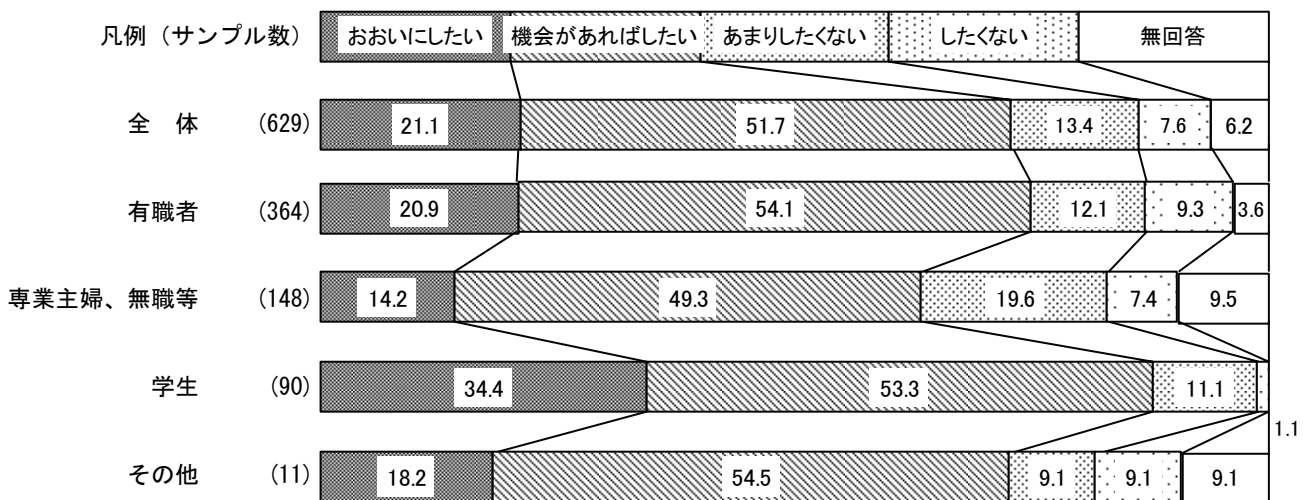 凡例（サンプル数） おおいにしたい 機会があればしたい あまりしたくない したくない 無回答
全　体 (629) 21.1 51.7 13.4 7.6 6.2
有職者 (364) 20.9 54.1 12.1 9.3 3.6
専業主婦、無職等 (148) 14.2 49.3 19.6 7.4 9.5
学生 (90) 34.4 53.3 11.1
1.1
その他 (11) 18.2 54.5 9.1 9.1 9.1